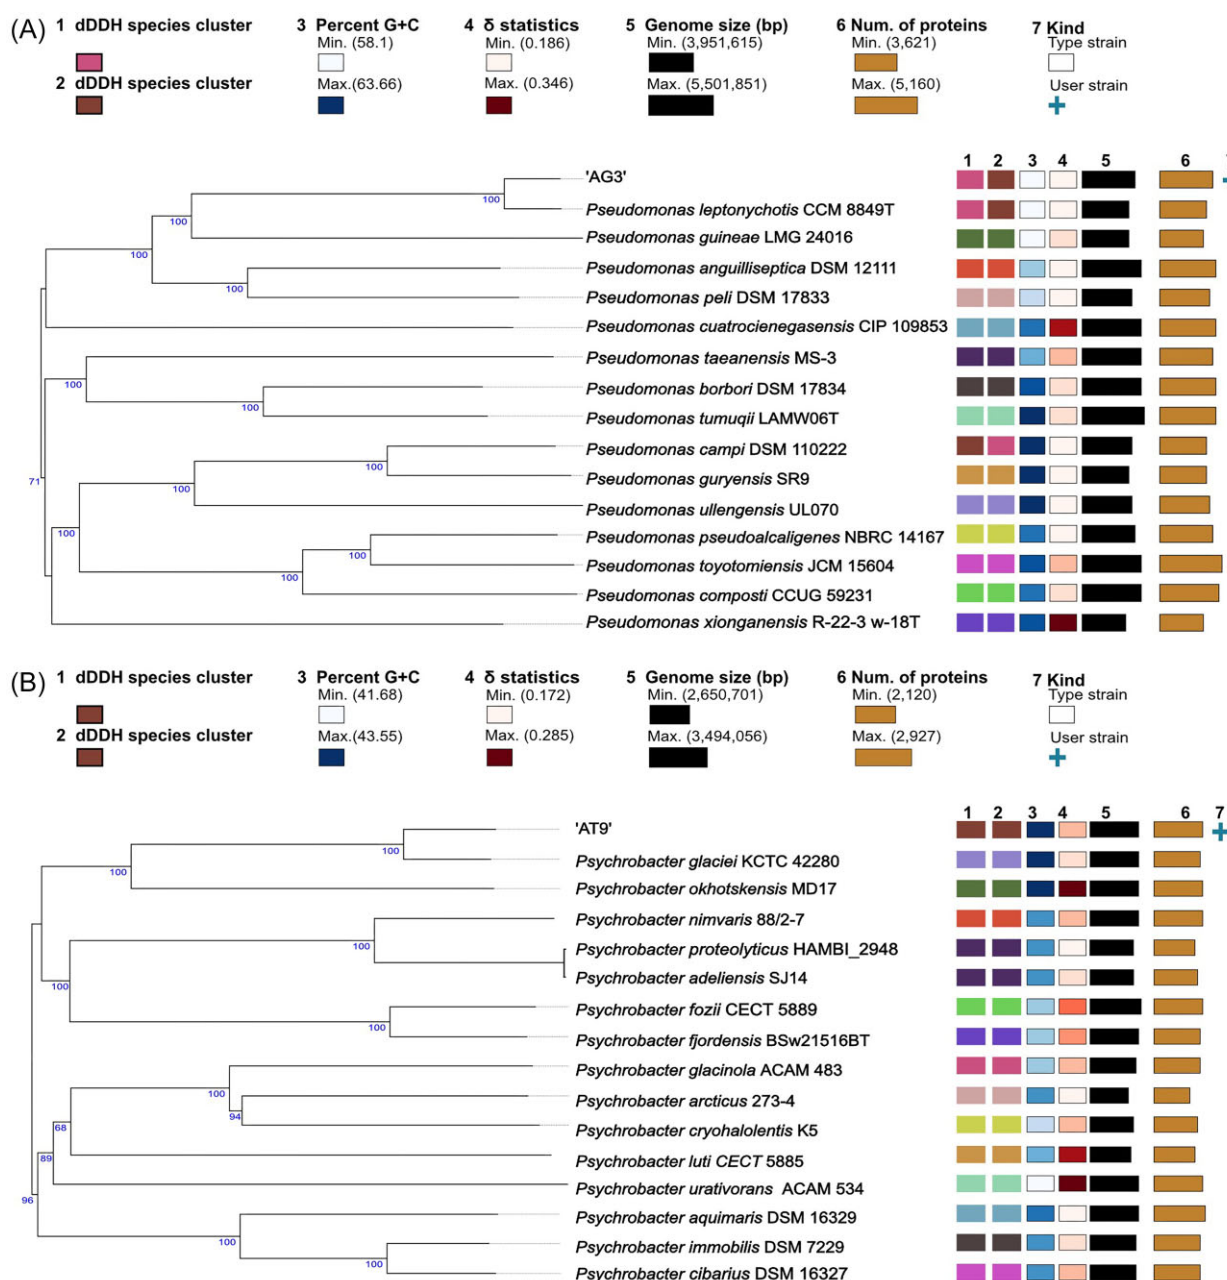 (A) 1 dDDH species cluster 3 Percent G+C 4 δ statistics 5 Genome size (bp) 6 Num. of proteins 7 Kind
Min. (58.1) Min. (0.186) Min. (3,951,615) Min. (3,621) Type strain
2 dDDH species cluster Max.(63.66) Max. (0.346) Max. (5,501,851) Max. (5,160) User strain
1 2 3 4 5 6
'AG3'
100
Pseudomonas leptonychotis CCM 8849T
100
Pseudomonas guineae LMG 24016
100
Pseudomonas anguilliseptica DSM 12111
100
Pseudomonas peli DSM 17833
Pseudomonas cuatrocienegasensis CIP 109853
Pseudomonas taeanensis MS-3
100
Pseudomonas borbori DSM 17834
100
Pseudomonas tumuqii LAMW06T
Pseudomonas campi DSM 110222
100
Pseudomonas guryensis SR9
71
100
Pseudomonas ullengensis UL070
100
Pseudomonas pseudoalcaligenes NBRC 14167
100
Pseudomonas toyotomiensis JCM 15604
100
Pseudomonas composti CCUG 59231
Pseudomonas xionganensis R-22-3 w-18T
(B) 1 dDDH species cluster 3 Percent G+C 4 δ statistics 5 Genome size (bp) 6 Num. of proteins 7 Kind
Min. (41.68) Min. (0.172) Min. (2,650,701) Min. (2,120) Type strain
2 dDDH species cluster Max.(43.55) Max. (0.285) Max. (3,494,056) Max. (2,927) User strain
1 2 3 4 5 6 7
'AT9'
100
Psychrobacter glaciei KCTC 42280
100
Psychrobacter okhotskensis MD17
Psychrobacter nimvaris 88/2-7
100
Psychrobacter proteolyticus HAMBI_2948
Psychrobacter adeliensis SJ14
100
Psychrobacter fozii CECT 5889
100
Psychrobacter fjordensis BSw21516BT
Psychrobacter glacinola ACAM 483
100
Psychrobacter arcticus 273-4
94
Psychrobacter cryohalolentis K5
68
Psychrobacter luti CECT 5885
89
Psychrobacter urativorans ACAM 534
96
Psychrobacter aquimaris DSM 16329
100
Psychrobacter immobilis DSM 7229
100
Psychrobacter cibarius DSM 16327